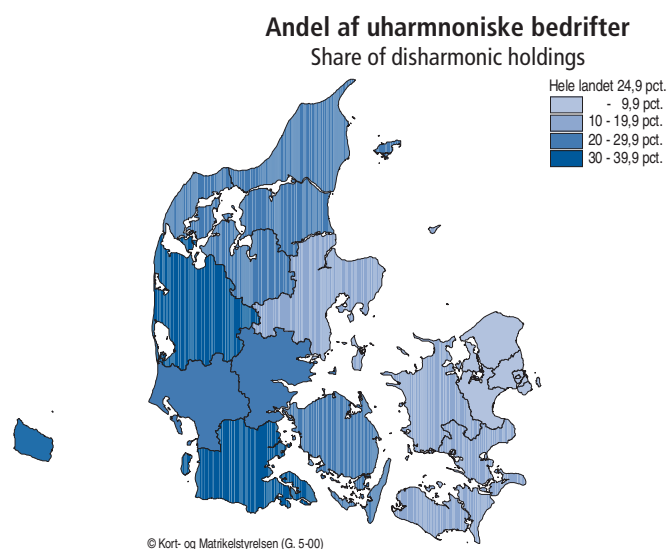 Andel af uharmnoniske bedrifter
Share of disharmonic holdings
Hele landet 24,9 pct.
- 9,9 pct.
10 - 19,9 pct.
20 - 29,9 pct.
30 - 39,9 pct.
© Kort- og Matrikelstyrelsen (G. 5-00)